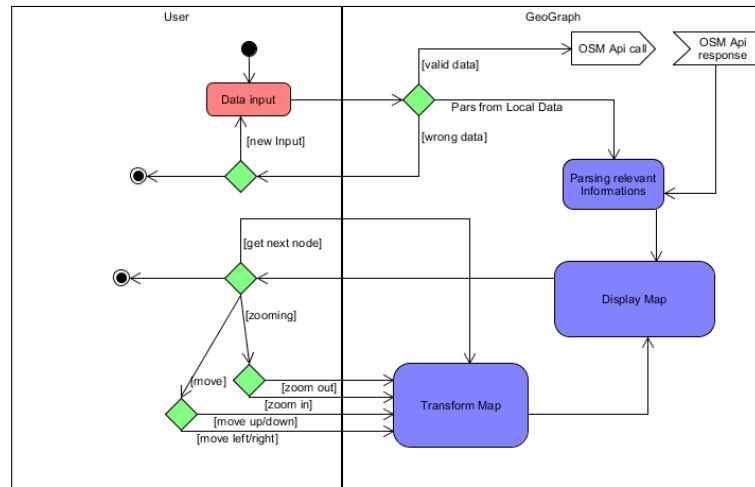 User
GeoGraph
OSM Api call
OSM Api
response
[valid data]
Data input
Pars from Local Data
[wrong data]
[new Input]
Parsing relevant
Informations
[get next node]
Display Map
[zooming]
[move]
[zoom out]
[zoom in]
Transform Map
[move up/down]
[move left/right]